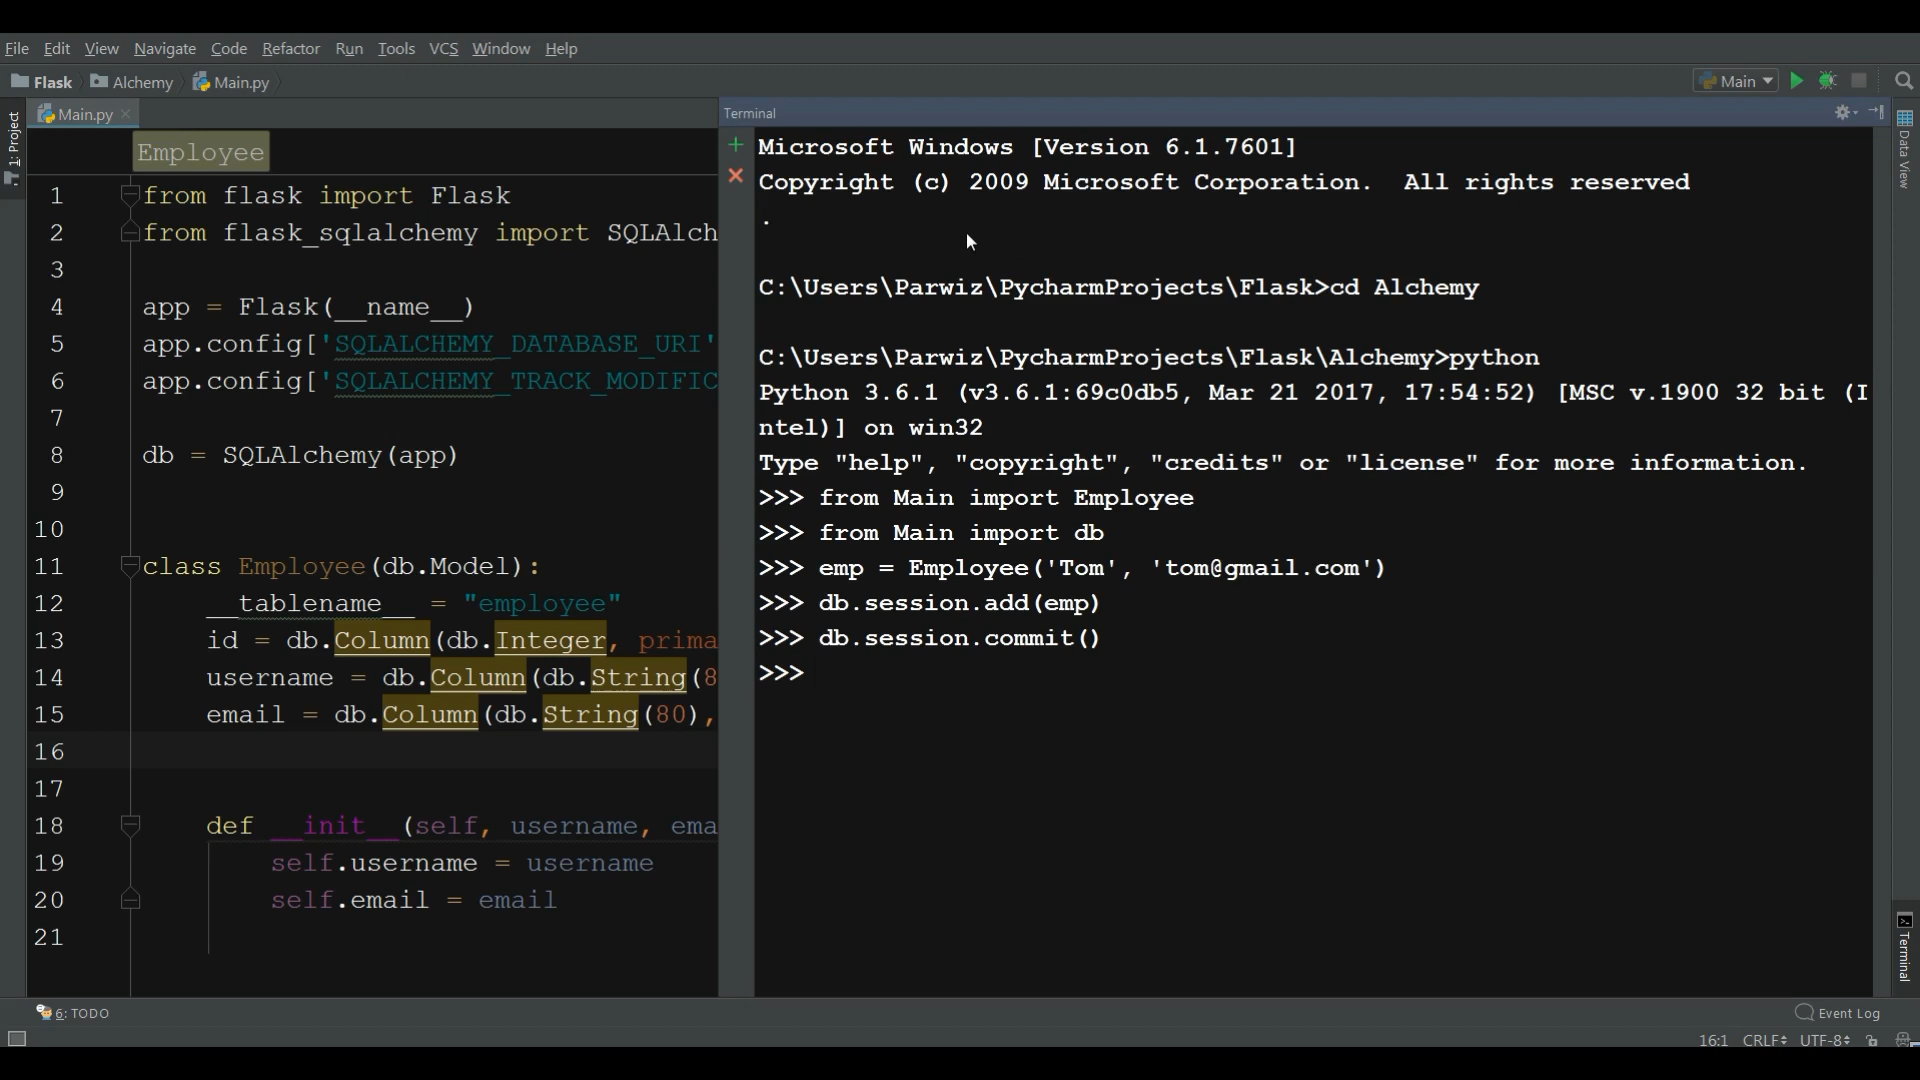 File Edit View Navigate Code Refactor Run Tools VCS Window Help
Flask Alchemy Main.py Main
1: Project
Main.py
Employee
1 from flask import Flask
2 from flask_sqlalchemy import SQLAlch
3
4 app = Flask(__name__)
5 app.config['SQLALCHEMY_DATABASE_URI'
6 app.config['SQLALCHEMY_TRACK_MODIFIC
7
8 db = SQLAlchemy(app)
9
10
11 class Employee(db.Model):
12 __tablename__ = "employee"
13 id = db.Column(db.Integer, prima
14 username = db.Column(db.String(8
15 email = db.Column(db.String(80),
16
17
18 def __init__(self, username, ema
19 self.username = username
20 self.email = email
21
Terminal
Microsoft Windows [Version 6.1.7601]
Copyright (c) 2009 Microsoft Corporation.  All rights reserved
.
C:\Users\Parwiz\PycharmProjects\Flask>cd Alchemy
C:\Users\Parwiz\PycharmProjects\Flask\Alchemy>python
Python 3.6.1 (v3.6.1:69c0db5, Mar 21 2017, 17:54:52) [MSC v.1900 32 bit (I
ntel)] on win32
Type "help", "copyright", "credits" or "license" for more information.
>>> from Main import Employee
>>> from Main import db
>>> emp = Employee('Tom', 'tom@gmail.com')
>>> db.session.add(emp)
>>> db.session.commit()
>>>
Data View
Terminal
6: TODO
Event Log
16:1 CRLF UTF-8